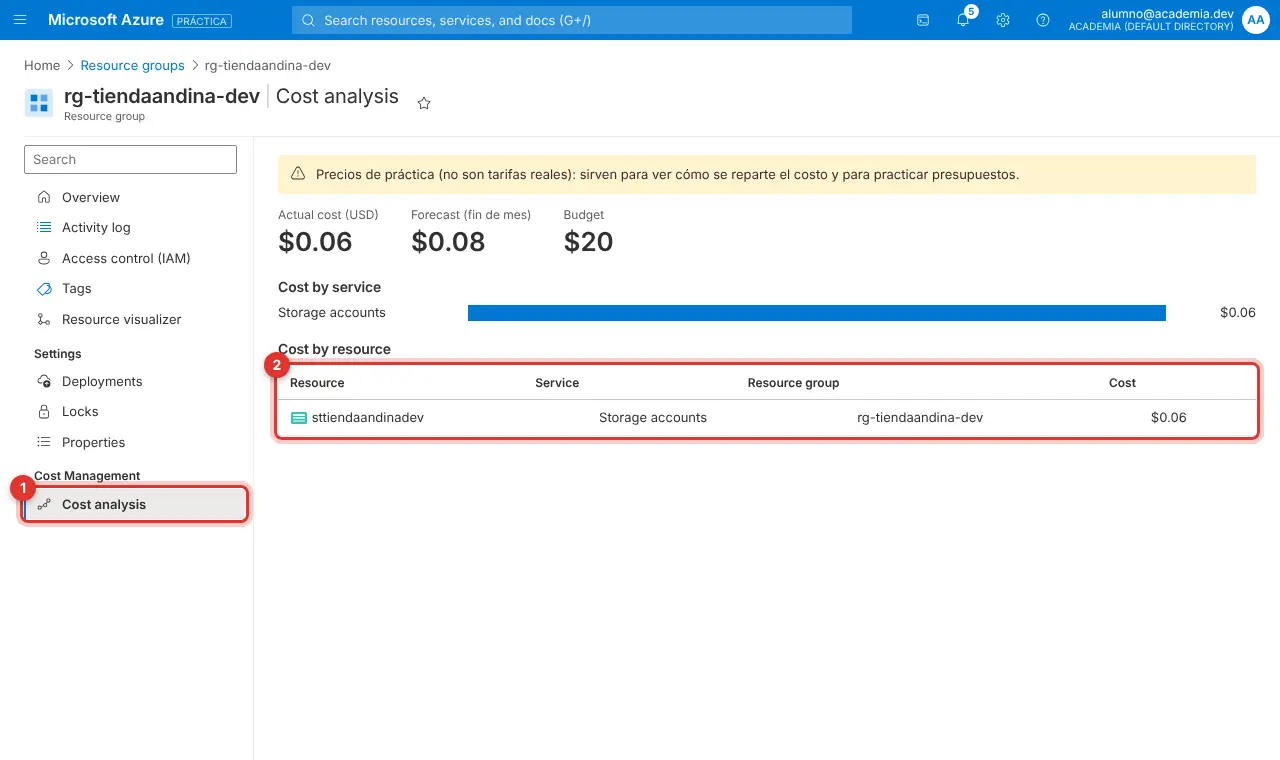 Microsoft Azure PRÁCTICA Search resources, services, and docs (G+/) 5 alumno@academia.dev
ACADEMIA (DEFAULT DIRECTORY) AA
Home > Resource groups > rg-tiendaandina-dev
rg-tiendaandina-dev | Cost analysis
Resource group
Search
Overview
Activity log
Access control (IAM)
Tags
Resource visualizer
Settings
Deployments
Locks
Properties
Cost Management
1
Cost analysis
Precios de práctica (no son tarifas reales): sirven para ver cómo se reparte el costo y para practicar presupuestos.
Actual cost (USD) Forecast (fin de mes) Budget
$0.06 $0.08 $20
Cost by service
Storage accounts $0.06
Cost by resource
2
Resource Service Resource group Cost
sttiendaandinadev Storage accounts rg-tiendaandina-dev $0.06